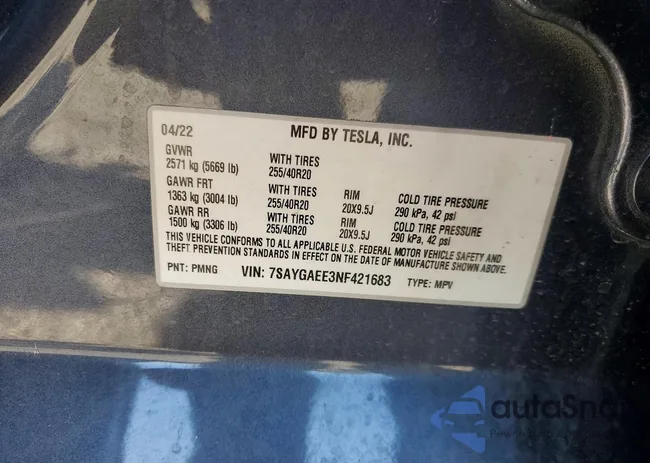 04/22 MFD BY TESLA, INC.
GVWR
2571 kg (5669 lb) WITH TIRES
255/40R20
GAWR FRT
1363 kg (3004 lb) WITH TIRES
255/40R20 RIM
20X9.5J COLD TIRE PRESSURE
290 kPa, 42 psi
GAWR RR
1500 kg (3306 lb) WITH TIRES
255/40R20 RIM
20X9.5J COLD TIRE PRESSURE
290 kPa, 42 psi
THIS VEHICLE CONFORMS TO ALL APPLICABLE U.S. FEDERAL MOTOR VEHICLE SAFETY AND
THEFT PREVENTION STANDARDS IN EFFECT ON THE DATE OF MANUFACTURE SHOWN ABOVE.
PNT: PMNG VIN: 7SAYGAEE3NF421683 TYPE: MPV
autoSna